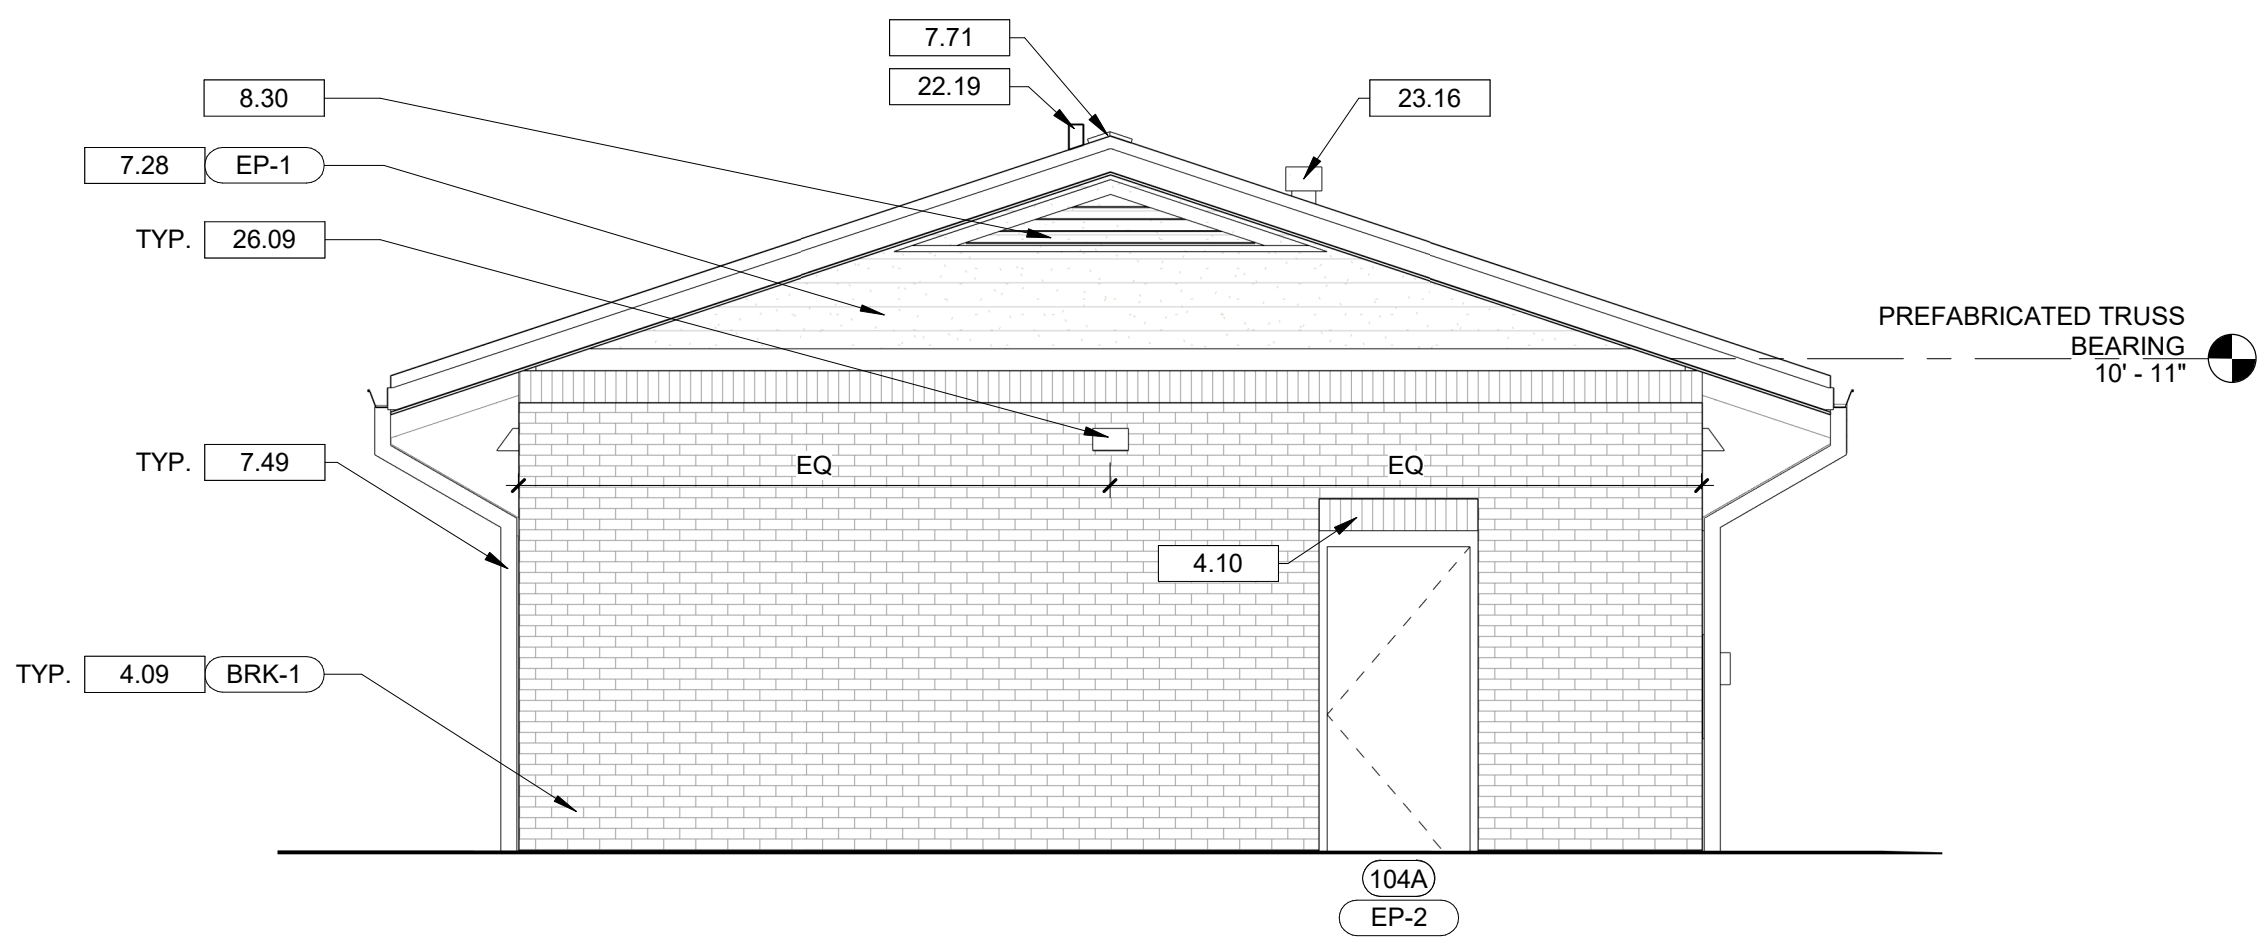 7.71
22.19
8.30
23.16
7.28 EP-1
TYP. 26.09
PREFABRICATED TRUSS
BEARING
10' - 11"
TYP. 7.49
EQ EQ
4.10
TYP. 4.09 BRK-1
104A
EP-2